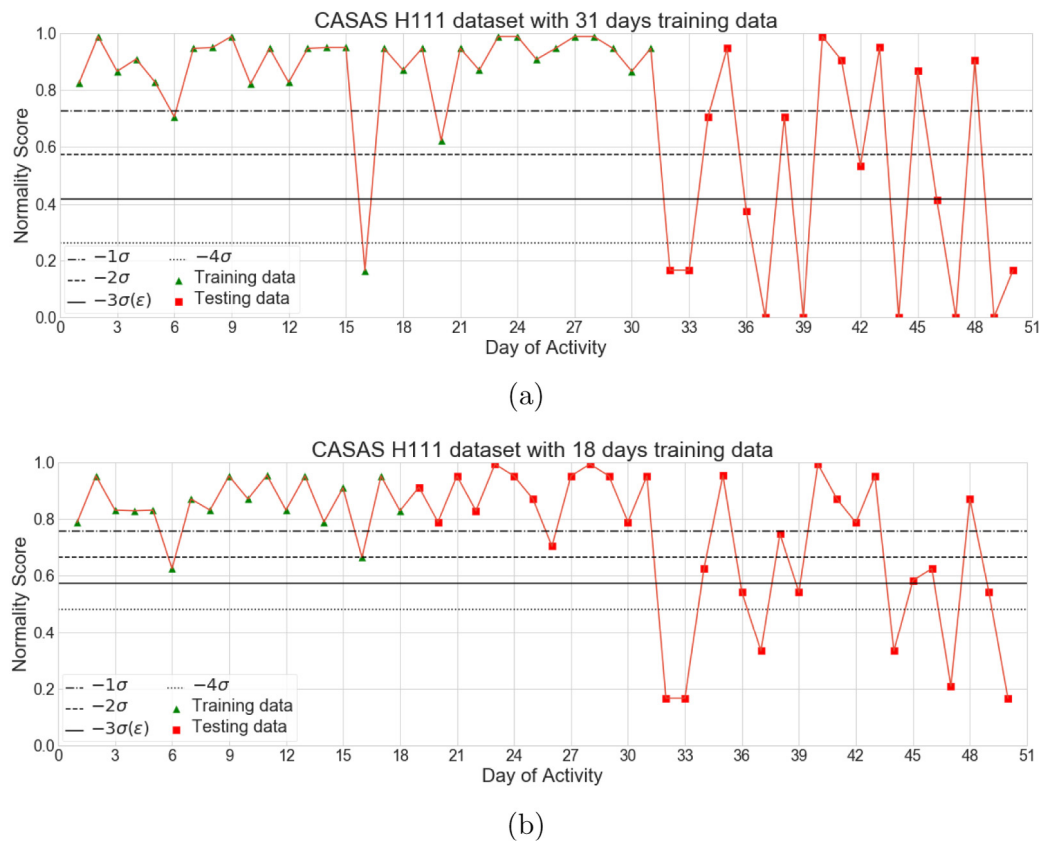 CASAS H111 dataset with 31 days training data
1.0
0.8
0.6
0.4
0.2
0.0
Normality Score
−1σ
−2σ
−3σ(ε)
−4σ
Training data
Testing data
0 3 6 9 12 15 18 21 24 27 30 33 36 39 42 45 48 51
Day of Activity
(a)
CASAS H111 dataset with 18 days training data
1.0
0.8
0.6
0.4
0.2
0.0
Normality Score
−1σ
−2σ
−3σ(ε)
−4σ
Training data
Testing data
0 3 6 9 12 15 18 21 24 27 30 33 36 39 42 45 48 51
Day of Activity
(b)